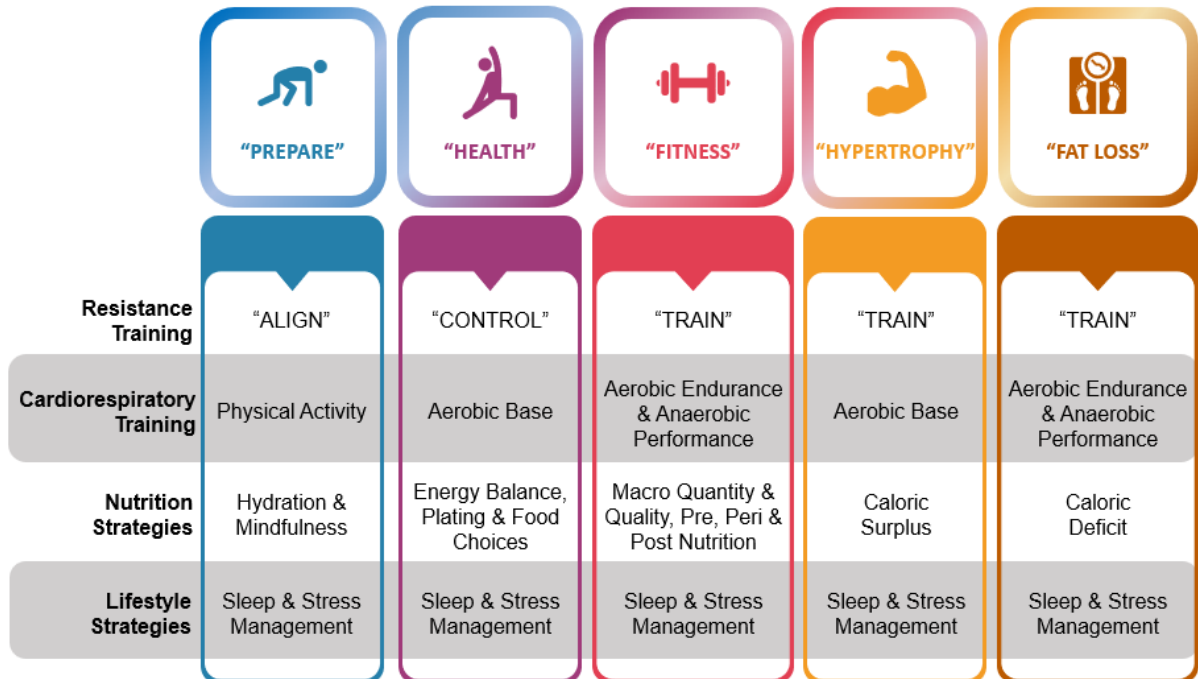 “PREPARE”
“HEALTH”
“FITNESS”
“HYPERTROPHY”
“FAT LOSS”
Resistance
Training
“ALIGN”
“CONTROL”
“TRAIN”
“TRAIN”
“TRAIN”
Cardiorespiratory
Training
Physical Activity
Aerobic Base
Aerobic Endurance
& Anaerobic
Performance
Aerobic Base
Aerobic Endurance
& Anaerobic
Performance
Nutrition
Strategies
Hydration &
Mindfulness
Energy Balance,
Plating & Food
Choices
Macro Quantity &
Quality, Pre, Peri &
Post Nutrition
Caloric
Surplus
Caloric
Deficit
Lifestyle
Strategies
Sleep & Stress
Management
Sleep & Stress
Management
Sleep & Stress
Management
Sleep & Stress
Management
Sleep & Stress
Management